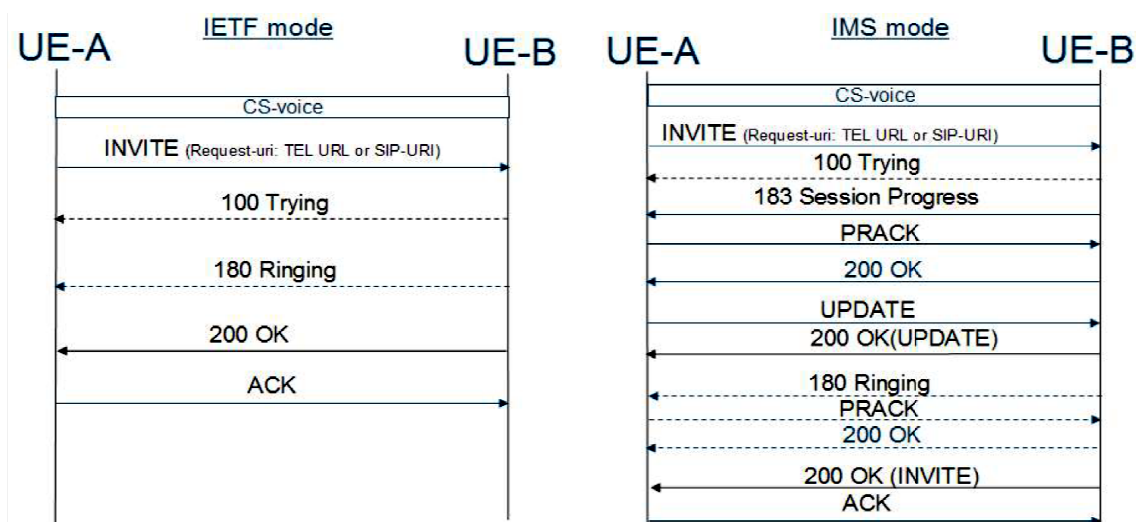 IETF mode
UE-A
UE-B
CS-voice
INVITE (Request-uri: TEL URL or SIP-URI)
100 Trying
180 Ringing
200 OK
ACK
IMS mode
UE-A
UE-B
CS-voice
INVITE (Request-uri: TEL URL or SIP-URI)
100 Trying
183 Session Progress
PRACK
200 OK
UPDATE
200 OK(UPDATE)
180 Ringing
PRACK
200 OK
200 OK (INVITE)
ACK